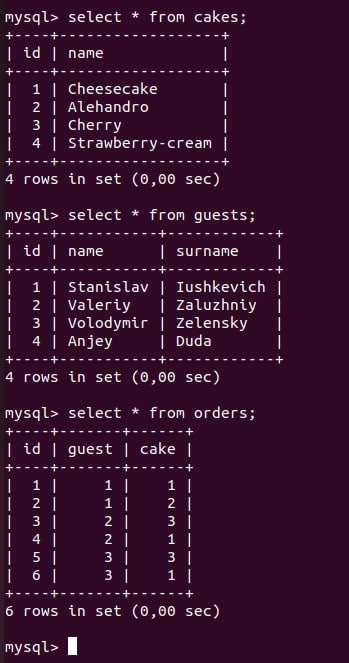 mysql> select * from cakes;
+----+------------------+
| id | name             |
+----+------------------+
|  1 | Cheesecake       |
|  2 | Alehandro        |
|  3 | Cherry           |
|  4 | Strawberry-cream |
+----+------------------+
4 rows in set (0,00 sec)
mysql> select * from guests;
+----+-----------+------------+
| id | name      | surname    |
+----+-----------+------------+
|  1 | Stanislav | Iushkevich |
|  2 | Valeriy   | Zaluzhniy  |
|  3 | Volodymir | Zelensky   |
|  4 | Anjey     | Duda       |
+----+-----------+------------+
4 rows in set (0,00 sec)
mysql> select * from orders;
+----+-------+------+
| id | guest | cake |
+----+-------+------+
|  1 |     1 |    1 |
|  2 |     1 |    2 |
|  3 |     2 |    3 |
|  4 |     2 |    1 |
|  5 |     3 |    3 |
|  6 |     3 |    1 |
+----+-------+------+
6 rows in set (0,00 sec)
mysql>